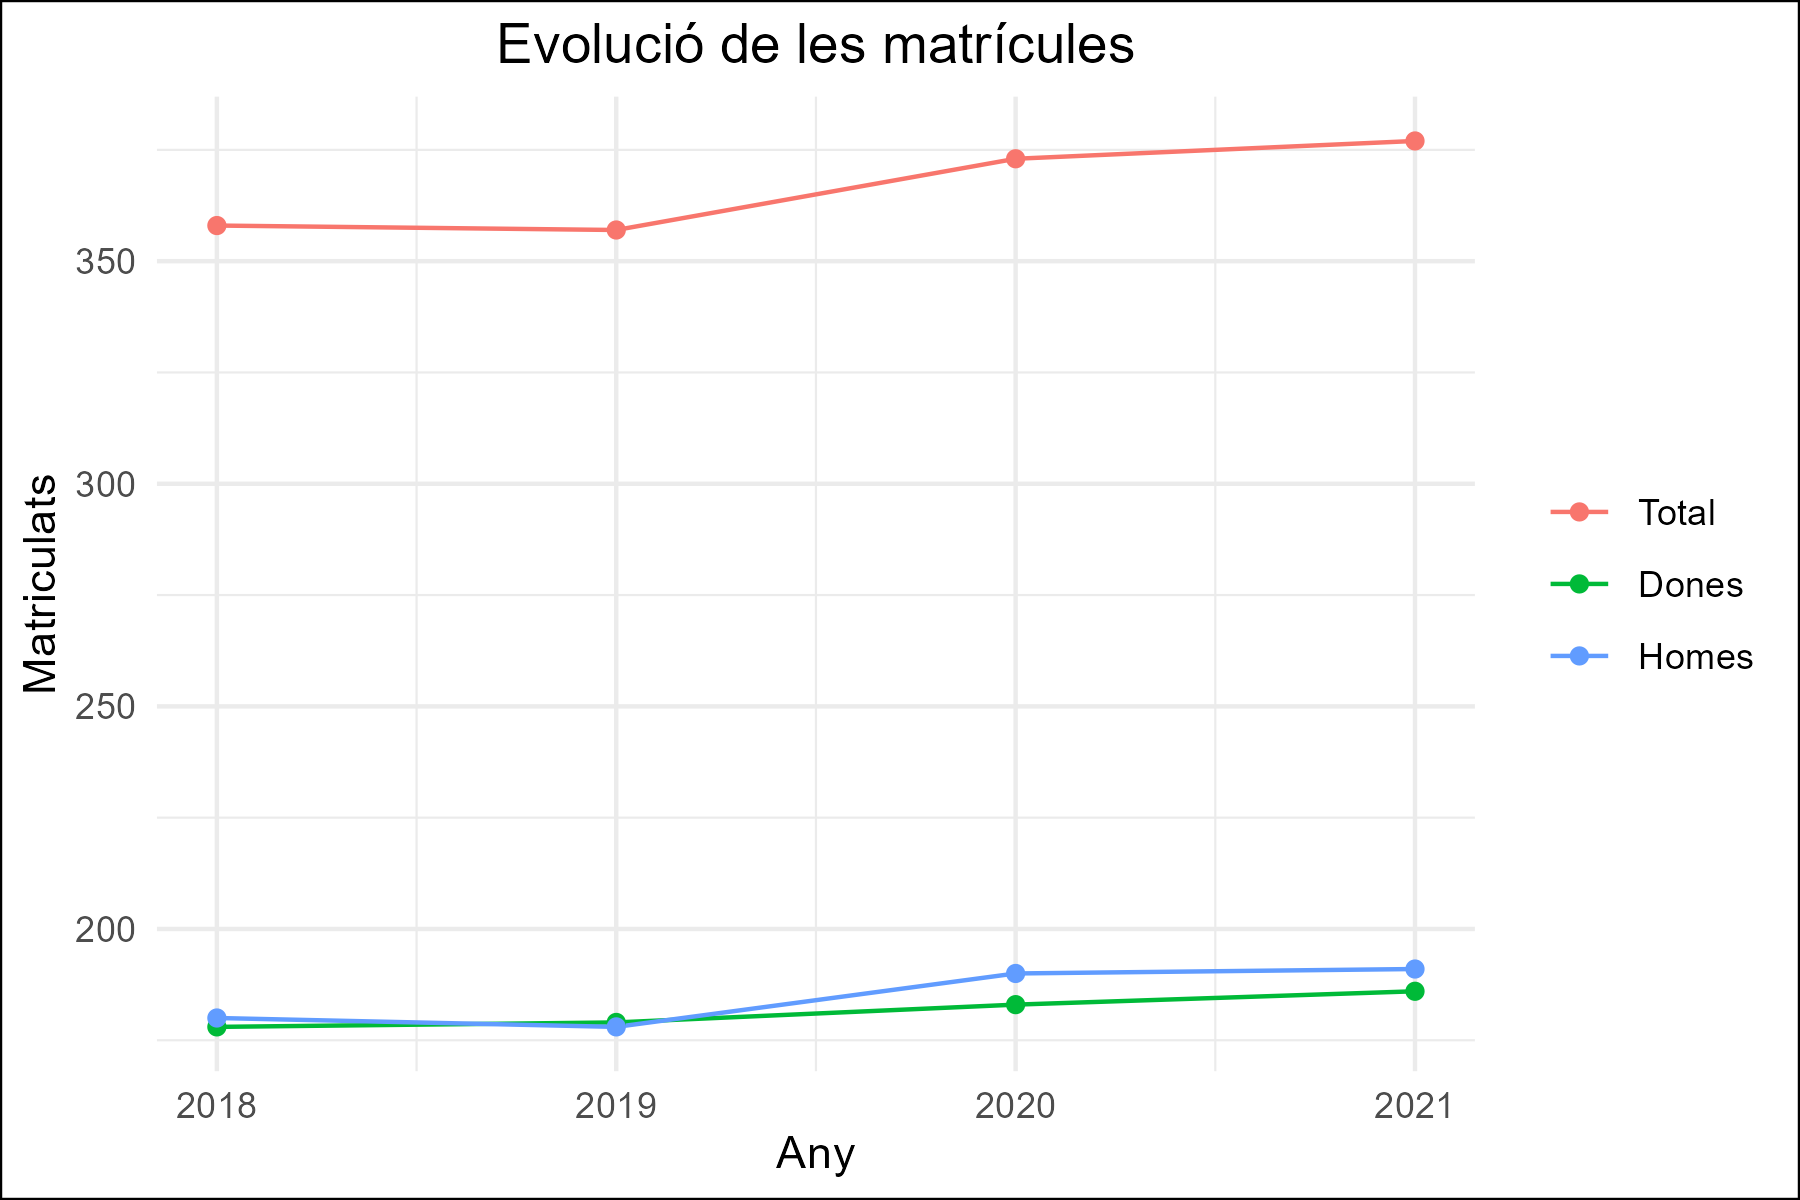 Evolució de les matrícules
Matriculats
350
300
250
200
2018
2019
2020
2021
Any
Total
Dones
Homes